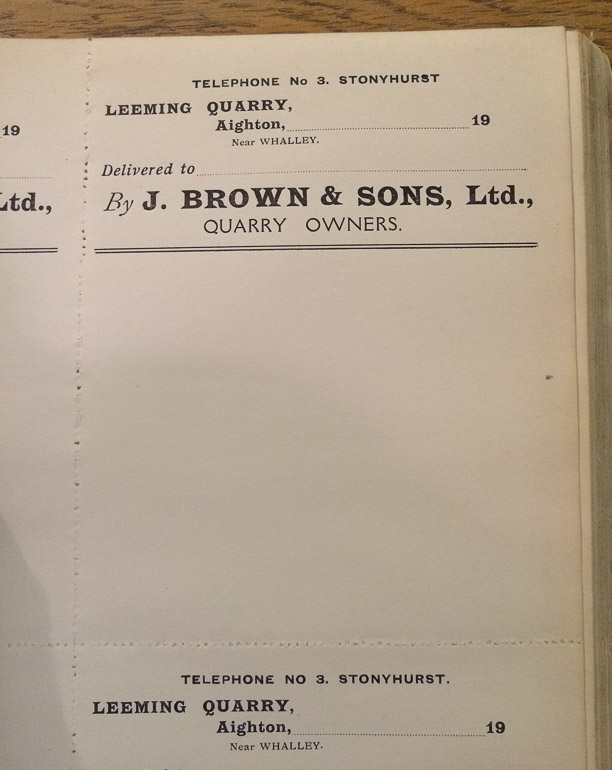 TELEPHONE No 3. STONYHURST
LEEMING QUARRY,
Aighton, 19
Near WHALLEY.
Delivered to
By J. BROWN & SONS, Ltd.,
QUARRY OWNERS.
19
Ltd.,
TELEPHONE NO 3. STONYHURST.
LEEMING QUARRY,
Aighton, 19
Near WHALLEY.